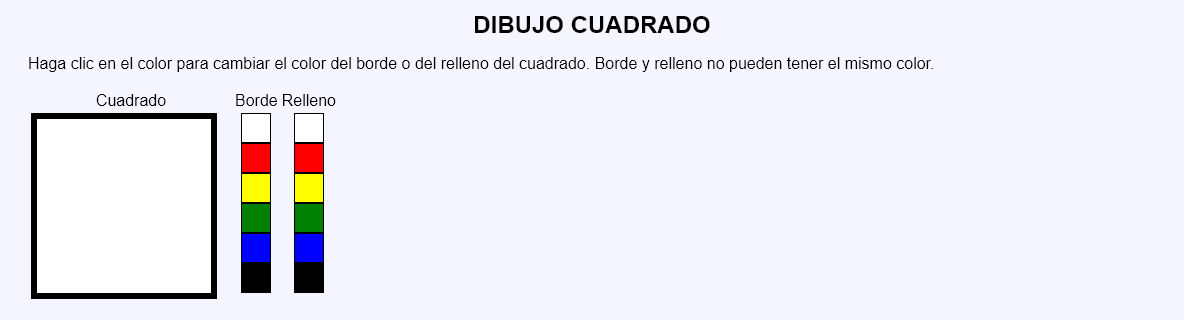 DIBUJO CUADRADO
Haga clic en el color para cambiar el color del borde o del relleno del cuadrado. Borde y relleno no pueden tener el mismo color.
Cuadrado Borde Relleno